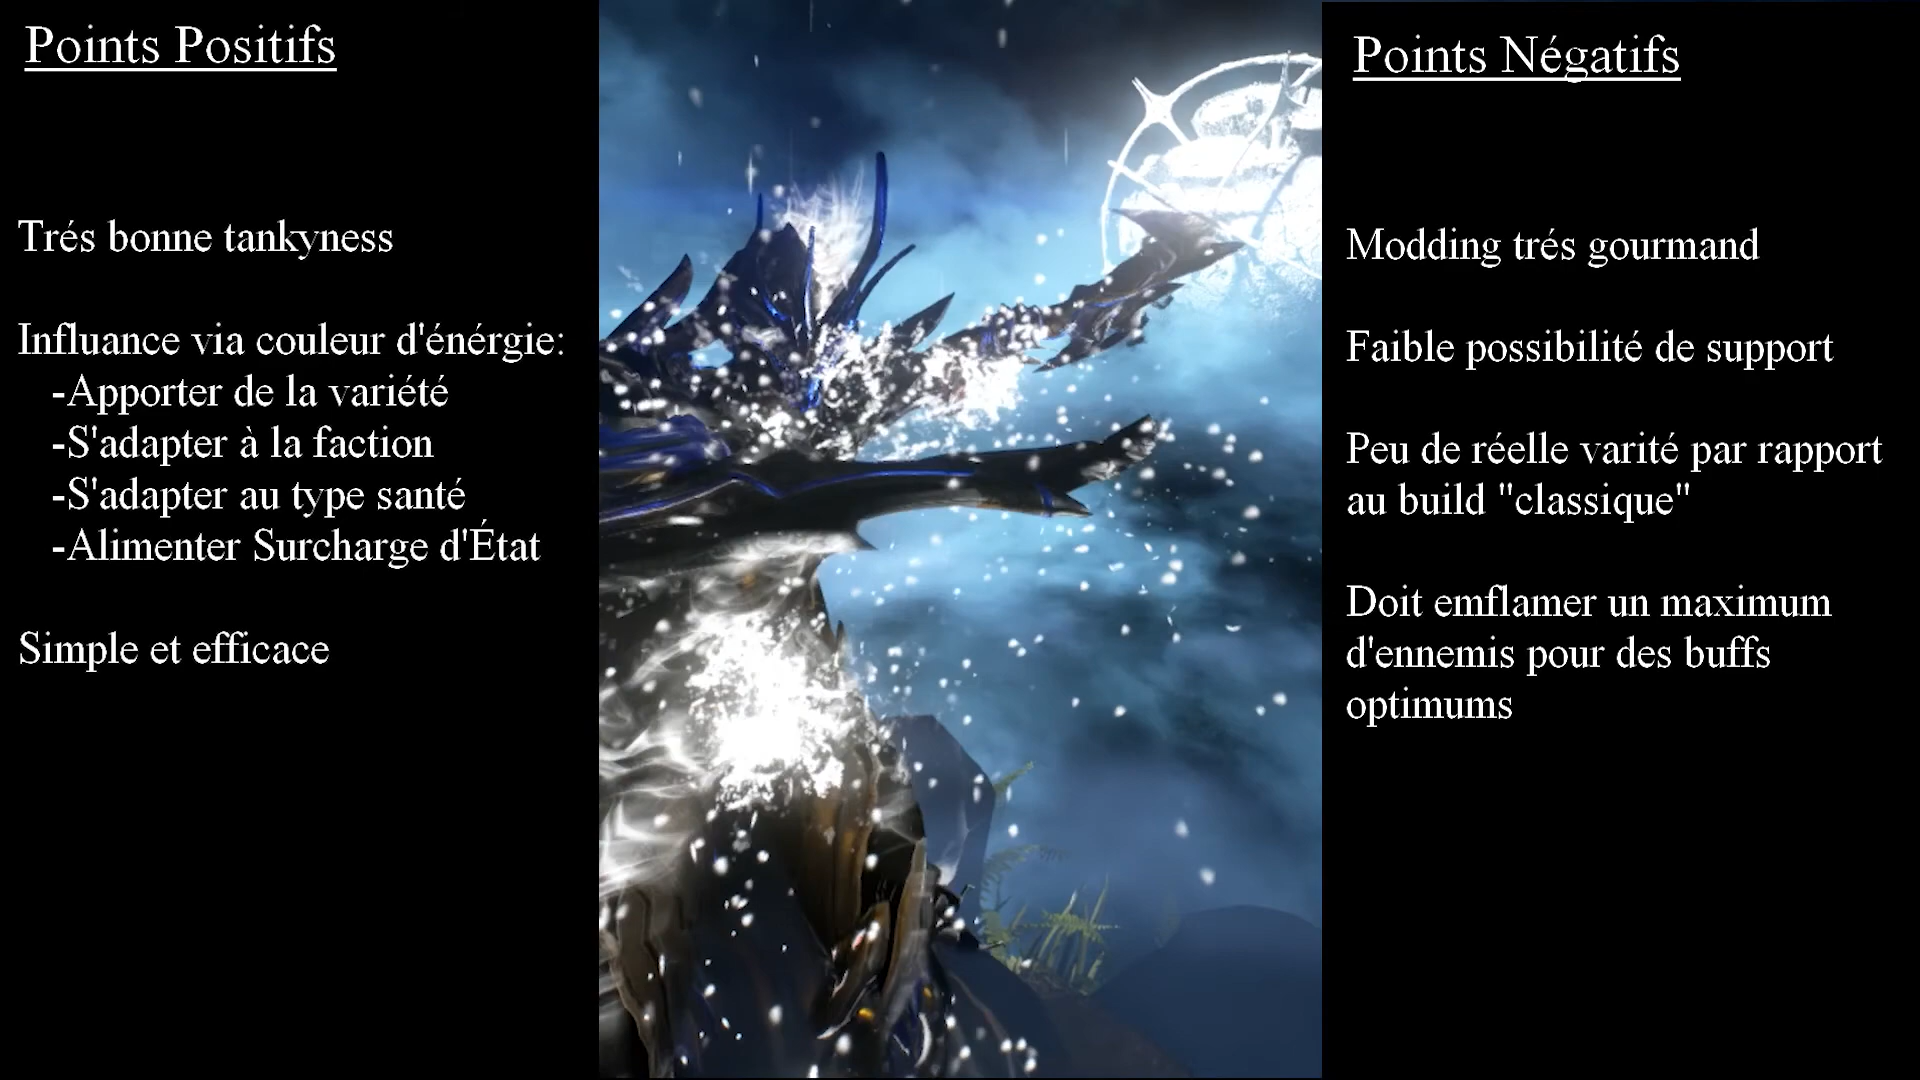 Points Positifs
Trés bonne tankyness
Influance via couleur d'énérgie:
-Apporter de la variété
-S'adapter à la faction
-S'adapter au type santé
-Alimenter Surcharge d'État
Simple et efficace
Points Négatifs
Modding trés gourmand
Faible possibilité de support
Peu de réelle varité par rapport
au build "classique"
Doit emflamer un maximum
d'ennemis pour des buffs
optimums